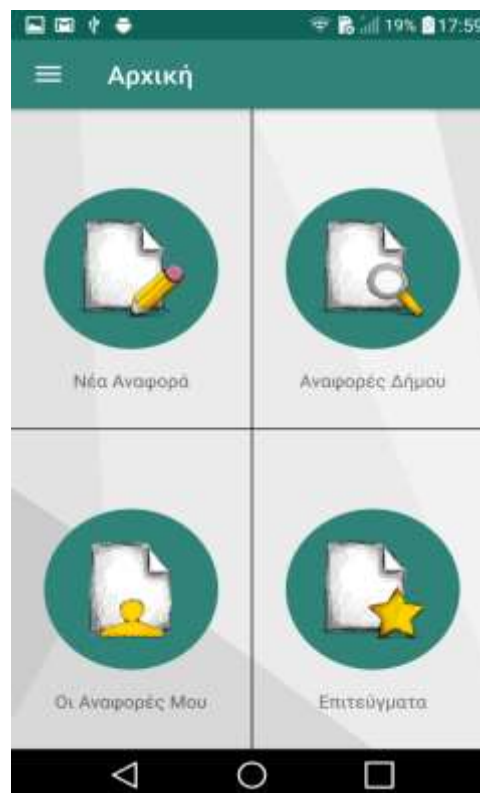 19% 17:59
Αρχική
Νέα Αναφορά
Αναφορές Δήμου
Οι Αναφορές Μου
Επιτεύγματα